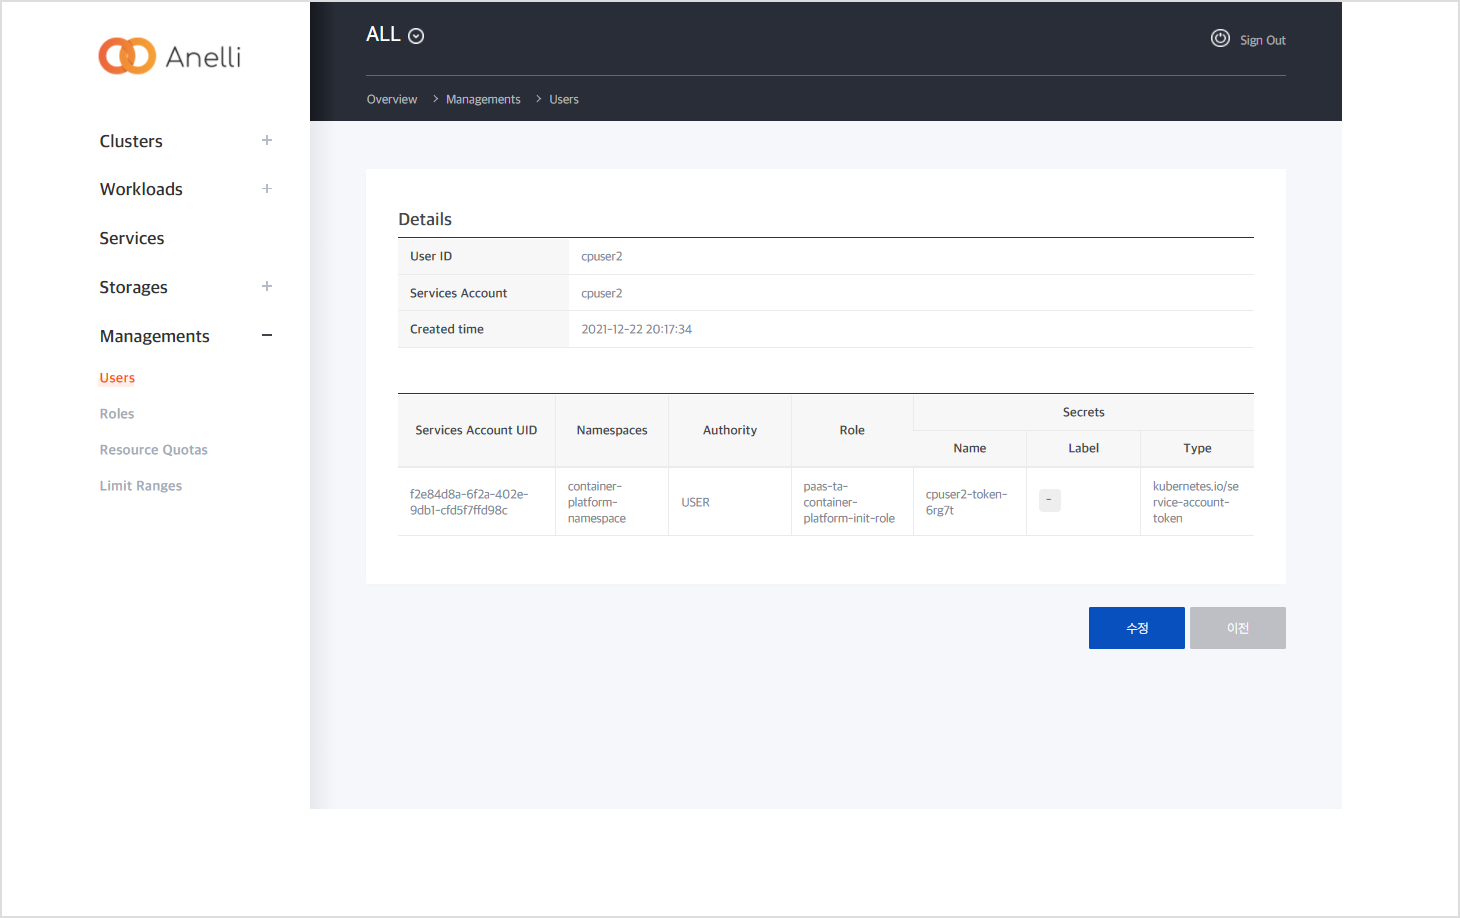 Anelli
ALL
Sign Out
Overview > Managements > Users
Clusters +
Workloads +
Services
Storages +
Managements −
Users
Roles
Resource Quotas
Limit Ranges
Details
User ID cpuser2
Services Account cpuser2
Created time 2021-12-22 20:17:34
Services Account UID Namespaces Authority Role Secrets
Name Label Type
f2e84d8a-6f2a-402e-
9db1-cfd5f7ffd98c
container-
platform-
namespace
USER
paas-ta-
container-
platform-init-role
cpuser2-token-
6rg7t
-
kubernetes.io/se
rvice-account-
token
수정
이전